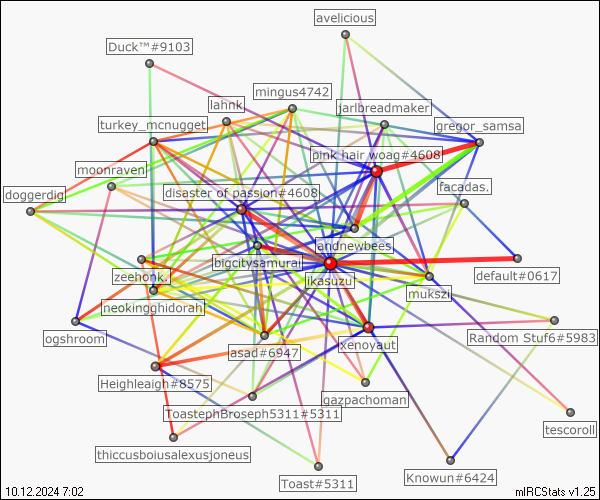 avelicious
Duck™#9103
mingus4742
lahnk
jarlbreadmaker
turkey_mcnugget
gregor_samsa
pink hair woag#4608
moonraven
doggerdig
disaster of passion#4608
facadas.
andnewbees
bigcitysamurai
zeehonk.
ikasuzu
default#0617
mukszi
neokingghidorah
ogshroom
asad#6947
xenoyaut
Random Stuf6#5983
Heighleaigh#8575
gazpachoman
ToastephBroseph5311#5311
tescoroll
thiccusboiusalexusjoneus
Toast#5311
Knowun#6424
10.12.2024 7:02
mIRCStats v1.25